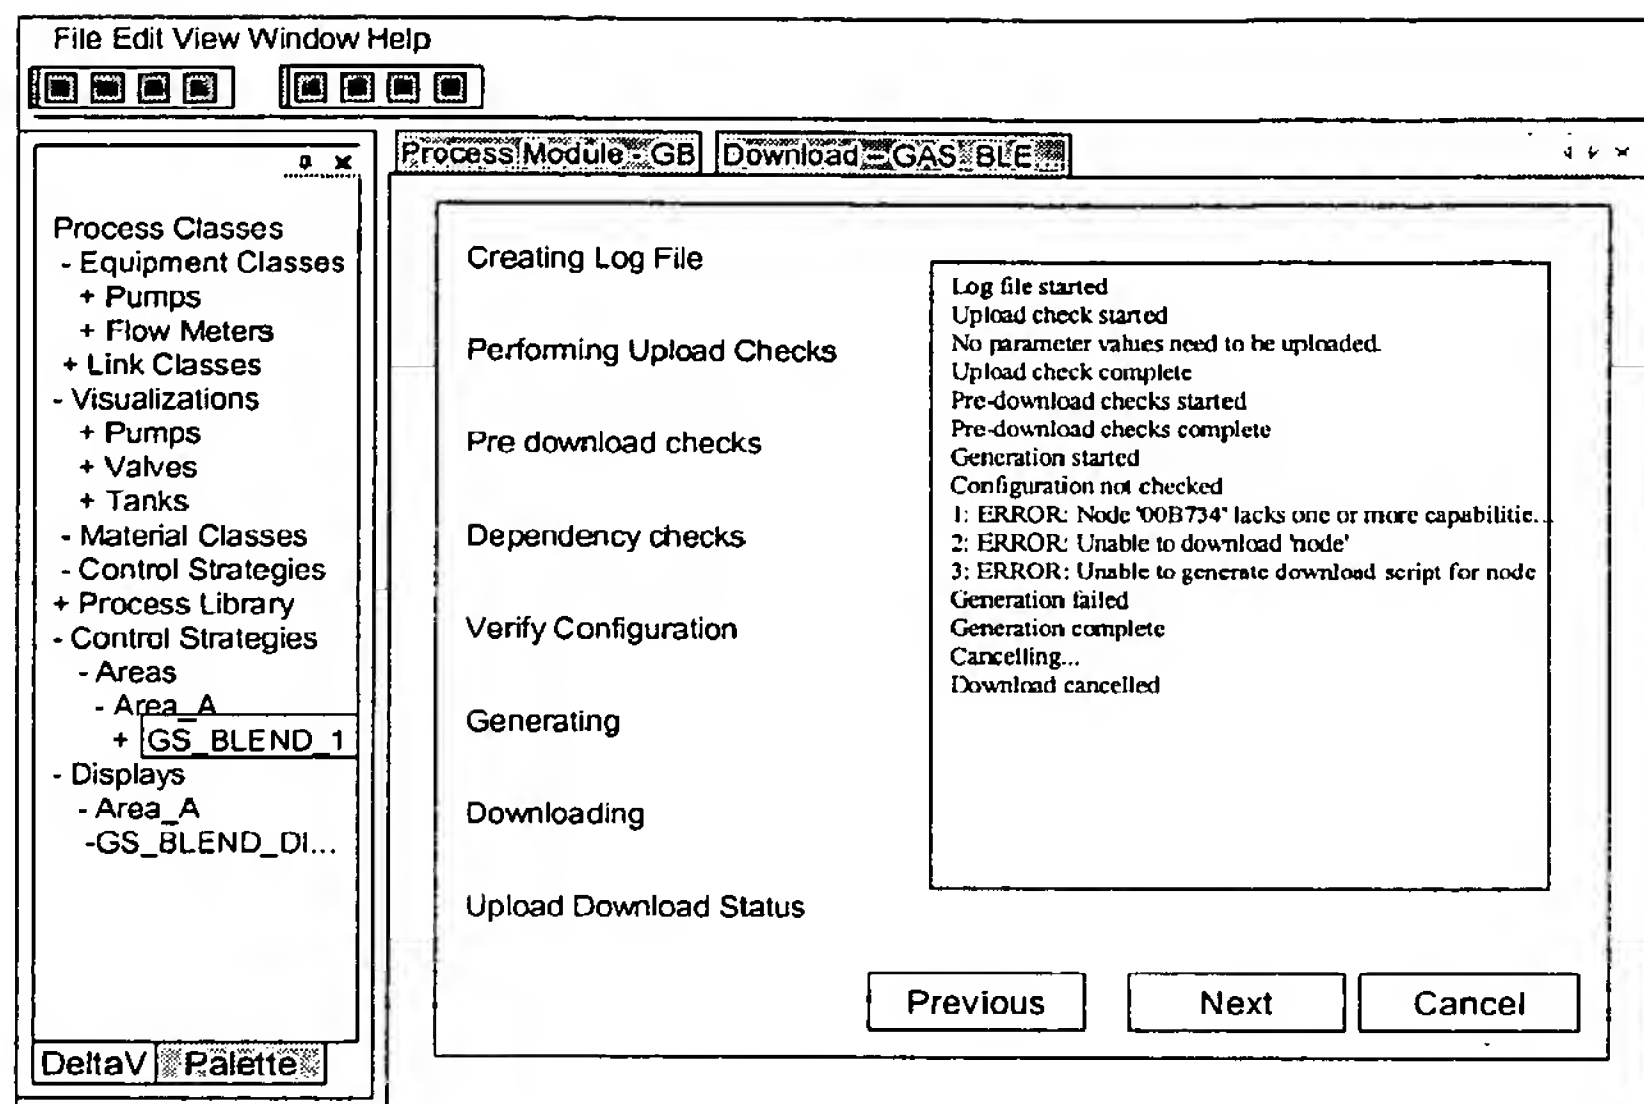 File Edit View Window Help
Process Module - GB
Download – GAS_BLE...
Process Classes
- Equipment Classes
+ Pumps
+ Flow Meters
+ Link Classes
- Visualizations
+ Pumps
+ Valves
+ Tanks
- Material Classes
- Control Strategies
+ Process Library
- Control Strategies
- Areas
- Area_A
+ GS_BLEND_1
- Displays
- Area_A
-GS_BLEND_DI...
DeltaV
Palette
Creating Log File
Performing Upload Checks
Pre download checks
Dependency checks
Verify Configuration
Generating
Downloading
Upload Download Status
Log file started
Upload check started
No parameter values need to be uploaded.
Upload check complete
Pre-download checks started
Pre-download checks complete
Generation started
Configuration not checked
1: ERROR: Node '00B734' lacks one or more capabilitie...
2: ERROR: Unable to download 'node'
3: ERROR: Unable to generate download script for node
Generation failed
Generation complete
Cancelling...
Download cancelled
Previous
Next
Cancel